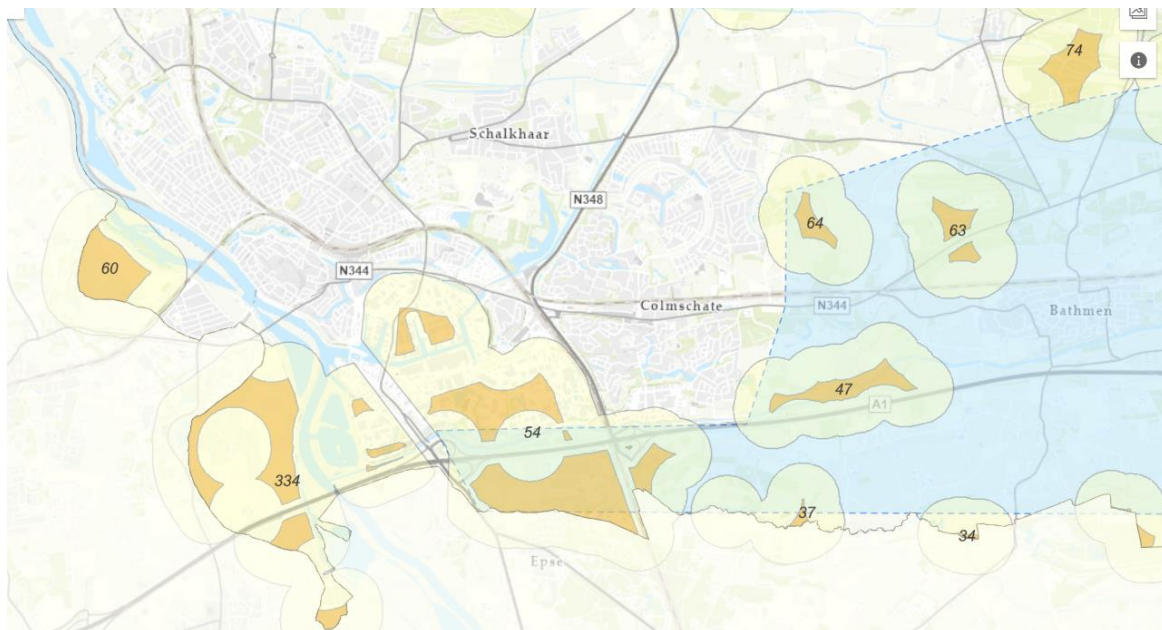 74
Schalkhaar
N348
64
63
60
N344
Colmschate
N344
Bathmen
47
A1
54
334
37
34
Epse